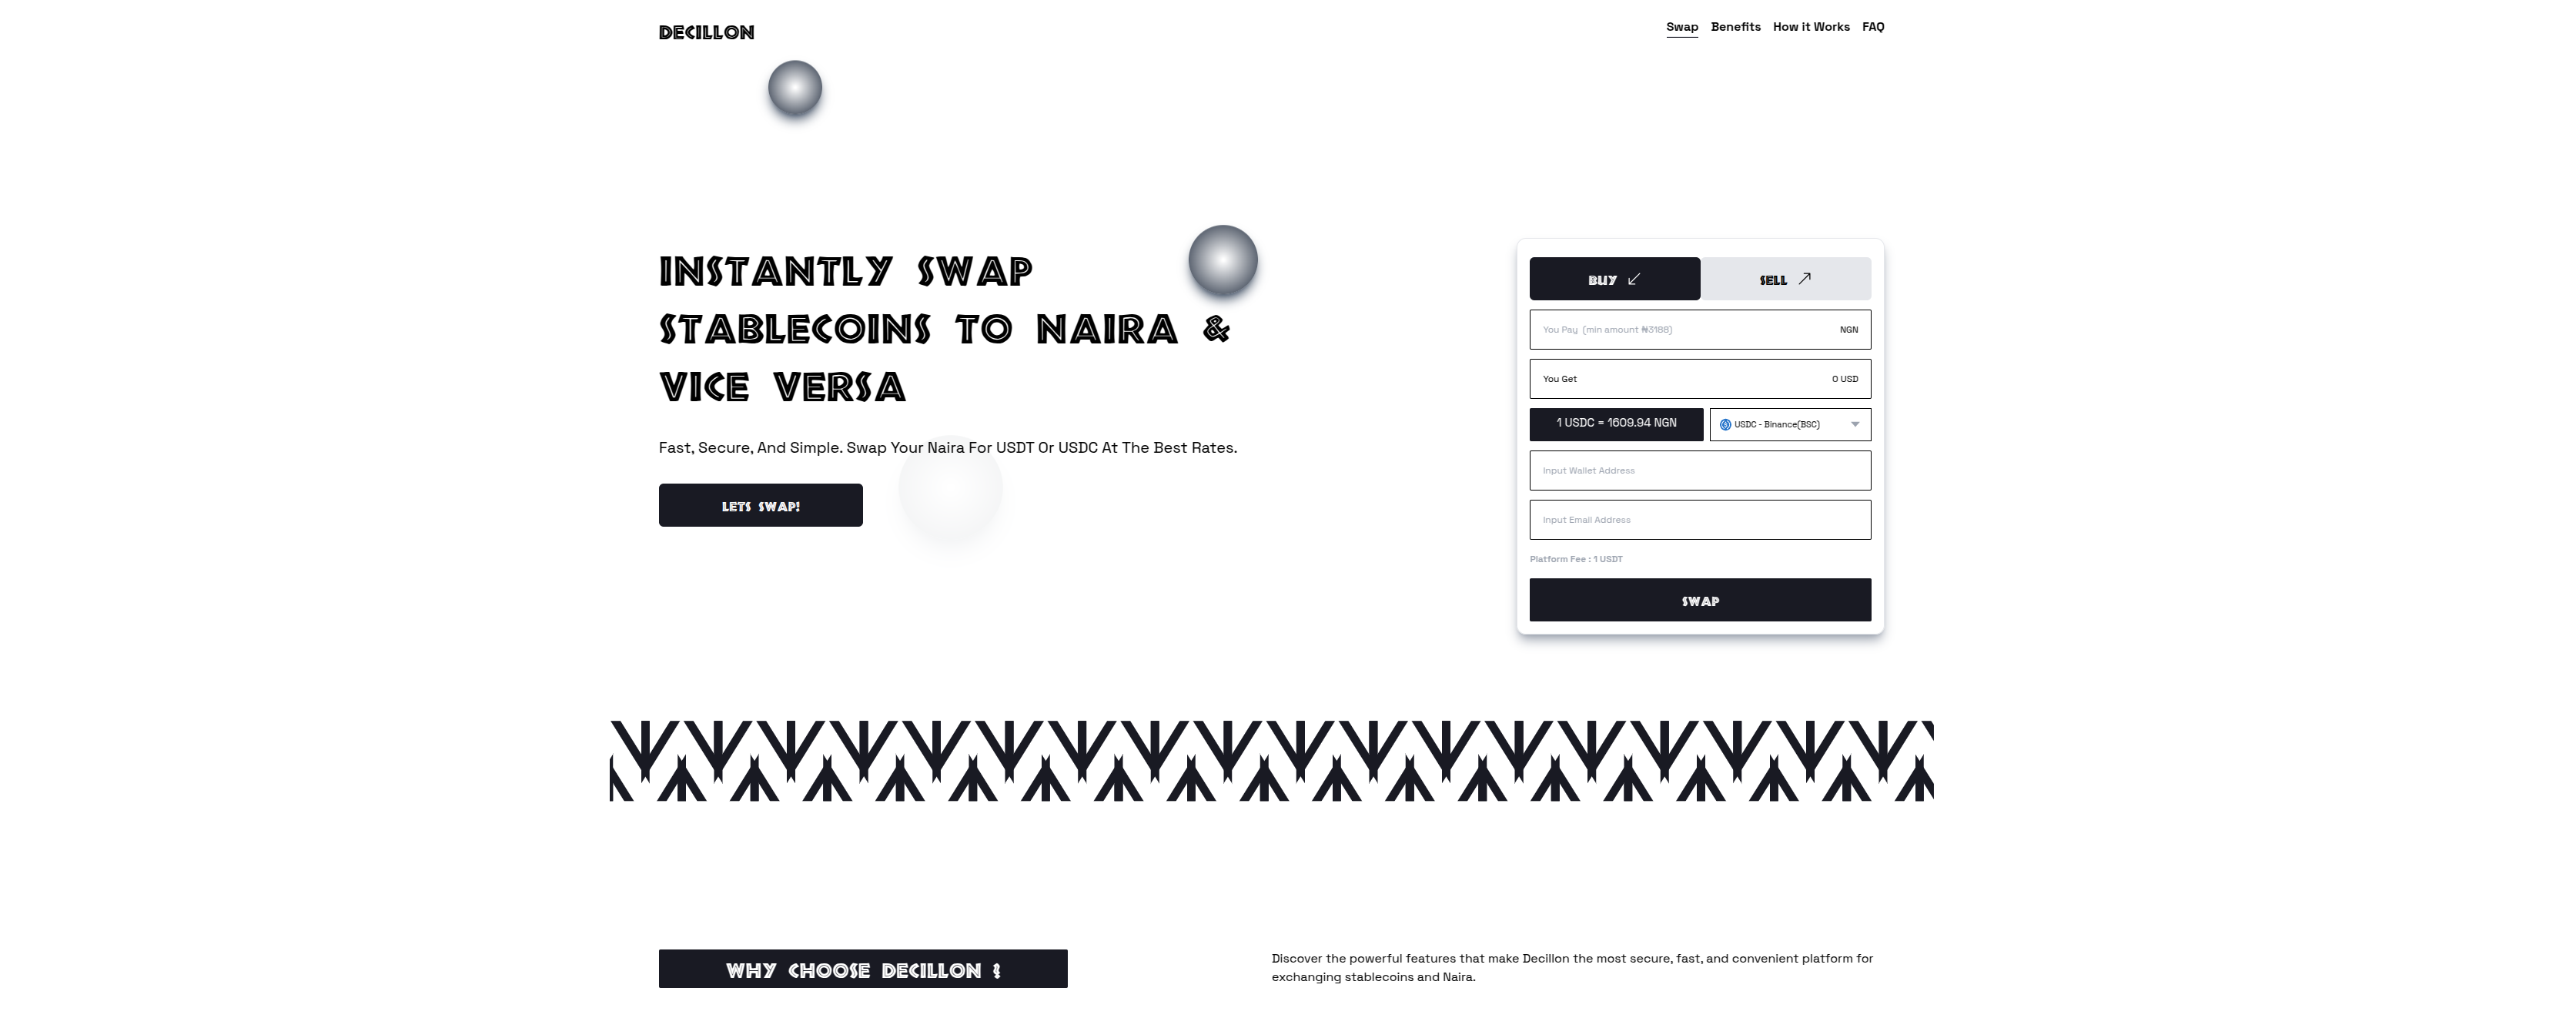 DECILLON
Swap Benefits How it Works FAQ
INSTANTLY SWAP
STABLECOINS TO NAIRA &
VICE VERSA
Fast, Secure, And Simple. Swap Your Naira For USDT Or USDC At The Best Rates.
LETS SWAP!
BUY SELL
You Pay (min amount ₦3188) NGN
You Get 0 USD
1 USDC = 1609.94 NGN USDC - Binance(BSC)
Input Wallet Address
Input Email Address
Platform Fee : 1 USDT
SWAP
WHY CHOOSE DECILLON ?
Discover the powerful features that make Decillon the most secure, fast, and convenient platform for
exchanging stablecoins and Naira.